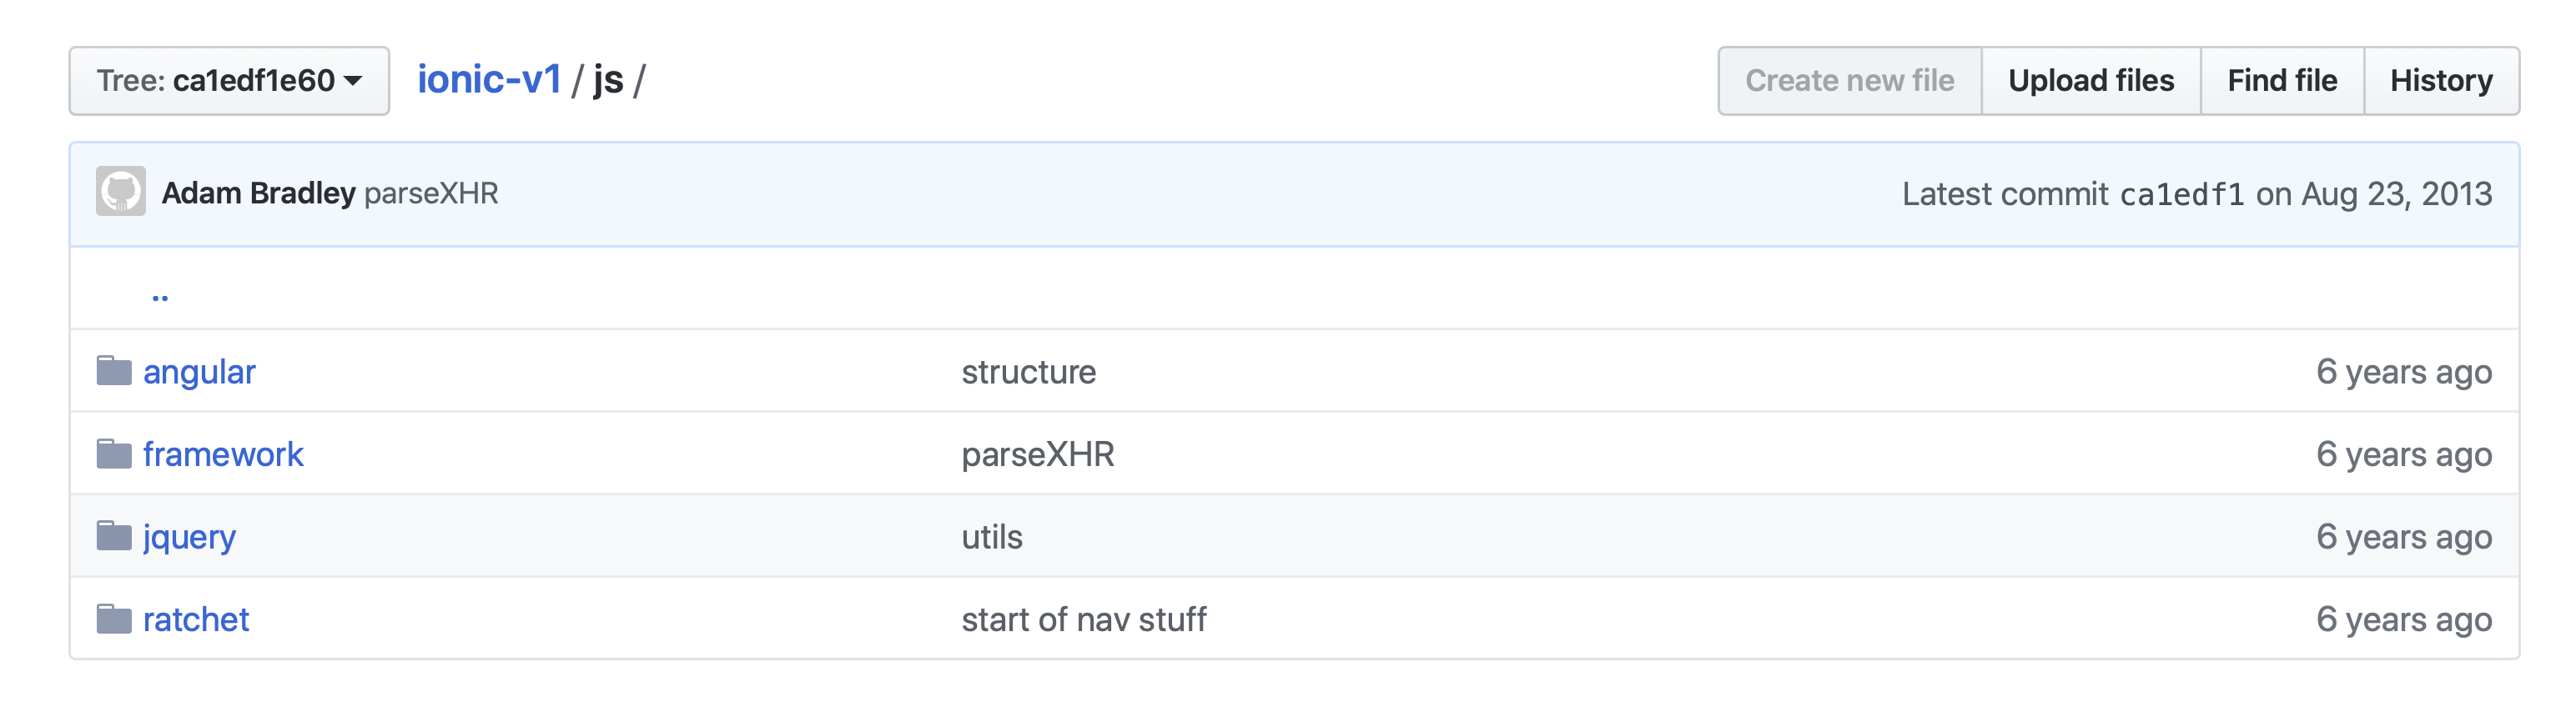 Tree: ca1edf1e60 ionic-v1 / js / Create new file Upload files Find file History
Adam Bradley parseXHR Latest commit ca1edf1 on Aug 23, 2013
..
angular structure 6 years ago
framework parseXHR 6 years ago
jquery utils 6 years ago
ratchet start of nav stuff 6 years ago